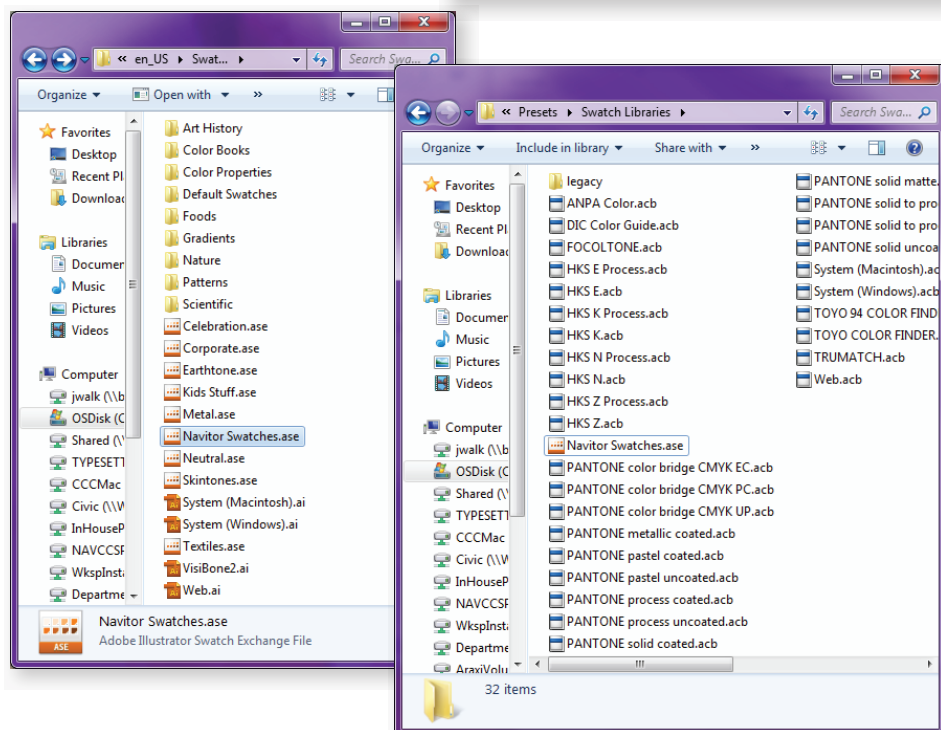 « en_US ▸ Swat... ▸
Search Swa...
Organize
Open with
»
Favorites
Desktop
Recent Pl
Downloac
Libraries
Documer
Music
Pictures
Videos
Computer
jwalk (\\b
OSDisk (C
Shared (\\
TYPESETT
CCCMac
Civic (\\W
InHouseP
NAVCCSF
WkspInsta
Departme
Art History
Color Books
Color Properties
Default Swatches
Foods
Gradients
Nature
Patterns
Scientific
Celebration.ase
Corporate.ase
Earthtone.ase
Kids Stuff.ase
Metal.ase
Navitor Swatches.ase
Neutral.ase
Skintones.ase
System (Macintosh).ai
System (Windows).ai
Textiles.ase
VisiBone2.ai
Web.ai
ASE
Navitor Swatches.ase
Adobe Illustrator Swatch Exchange File
« Presets ▸ Swatch Libraries ▸
Search Swa...
Organize
Include in library
Share with
»
Favorites
Desktop
Recent Pl
Downloac
Libraries
Documer
Music
Pictures
Videos
Computer
jwalk (\\b
OSDisk (C
Shared (\\
TYPESETT
CCCMac
Civic (\\W
InHouseP
NAVCCSF
WkspInsta
Departme
AraxiVolu
legacy
ANPA Color.acb
DIC Color Guide.acb
FOCOLTONE.acb
HKS E Process.acb
HKS E.acb
HKS K Process.acb
HKS K.acb
HKS N Process.acb
HKS N.acb
HKS Z Process.acb
HKS Z.acb
Navitor Swatches.ase
PANTONE color bridge CMYK EC.acb
PANTONE color bridge CMYK PC.acb
PANTONE color bridge CMYK UP.acb
PANTONE metallic coated.acb
PANTONE pastel coated.acb
PANTONE pastel uncoated.acb
PANTONE process coated.acb
PANTONE process uncoated.acb
PANTONE solid coated.acb
PANTONE solid matte.
PANTONE solid to pro
PANTONE solid to pro
PANTONE solid uncoa
System (Macintosh).ac
System (Windows).acb
TOYO 94 COLOR FIND
TOYO COLOR FINDER.
TRUMATCH.acb
Web.acb
32 items